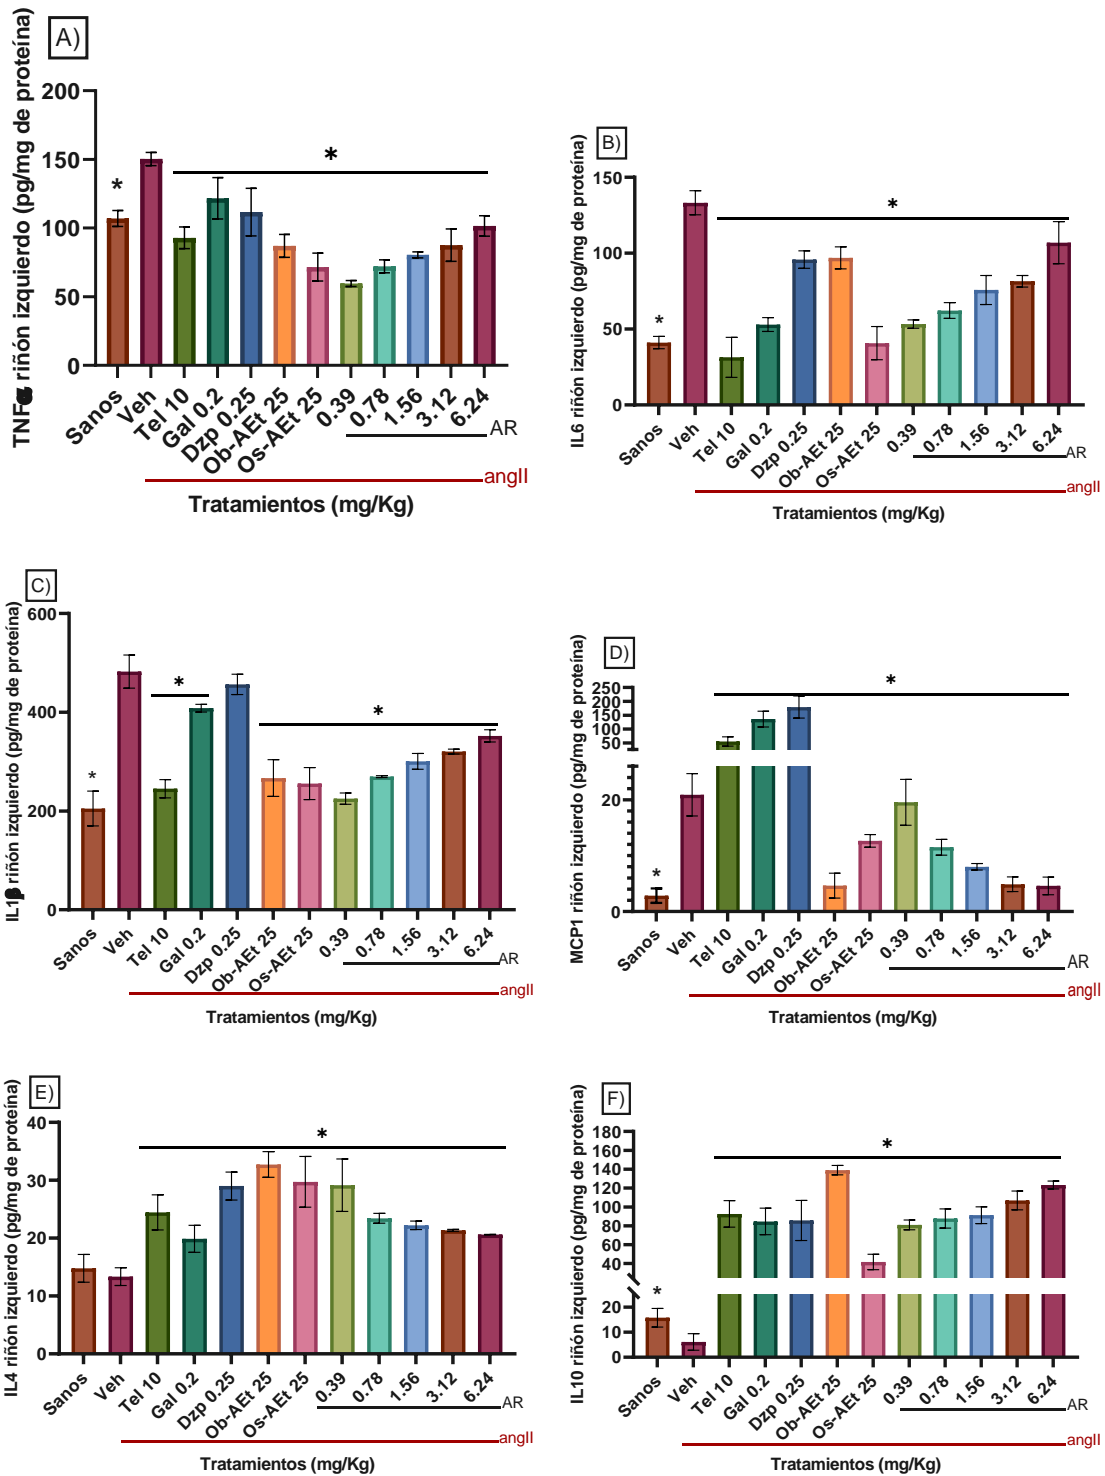 A)
TNFα riñón izquierdo (pg/mg de proteína)
200
150
100
50
0
*
*
Sanos
Veh
Tel 10
Gal 0.2
Dzp 0.25
Ob-AEt 25
Os-AEt 25
0.39
0.78
1.56
3.12
6.24
AR
angII
Tratamientos (mg/Kg)
B)
IL6 riñón izquierdo (pg/mg de proteína)
150
100
50
0
*
*
Sanos
Veh
Tel 10
Gal 0.2
Dzp 0.25
Ob-AEt 25
Os-AEt 25
0.39
0.78
1.56
3.12
6.24
AR
angII
Tratamientos (mg/Kg)
C)
IL1β riñón izquierdo (pg/mg de proteína)
600
400
200
0
*
*
*
Sanos
Veh
Tel 10
Gal 0.2
Dzp 0.25
Ob-AEt 25
Os-AEt 25
0.39
0.78
1.56
3.12
6.24
AR
angII
Tratamientos (mg/Kg)
D)
MCP1 riñón izquierdo (pg/mg de proteína)
250
200
150
100
50
20
0
*
*
Sanos
Veh
Tel 10
Gal 0.2
Dzp 0.25
Ob-AEt 25
Os-AEt 25
0.39
0.78
1.56
3.12
6.24
AR
angII
Tratamientos (mg/Kg)
E)
IL4 riñón izquierdo (pg/mg de proteína)
40
30
20
10
0
*
Sanos
Veh
Tel 10
Gal 0.2
Dzp 0.25
Ob-AEt 25
Os-AEt 25
0.39
0.78
1.56
3.12
6.24
AR
angII
Tratamientos (mg/Kg)
F)
IL10 riñón izquierdo (pg/mg de proteína)
180
160
140
120
100
80
60
40
20
10
0
*
*
Sanos
Veh
Tel 10
Gal 0.2
Dzp 0.25
Ob-AEt 25
Os-AEt 25
0.39
0.78
1.56
3.12
6.24
AR
angII
Tratamientos (mg/Kg)